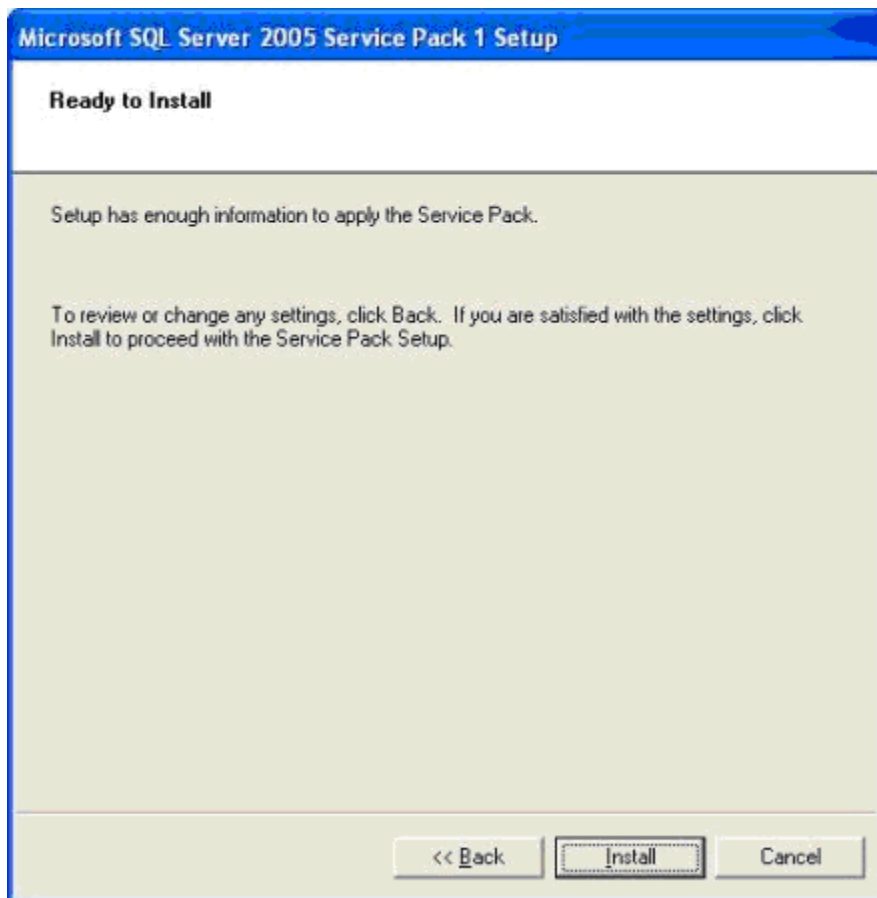 Microsoft SQL Server 2005 Service Pack 1 Setup
Ready to Install
Setup has enough information to apply the Service Pack.
To review or change any settings, click Back. If you are satisfied with the settings, click
Install to proceed with the Service Pack Setup.
<< Back Install Cancel